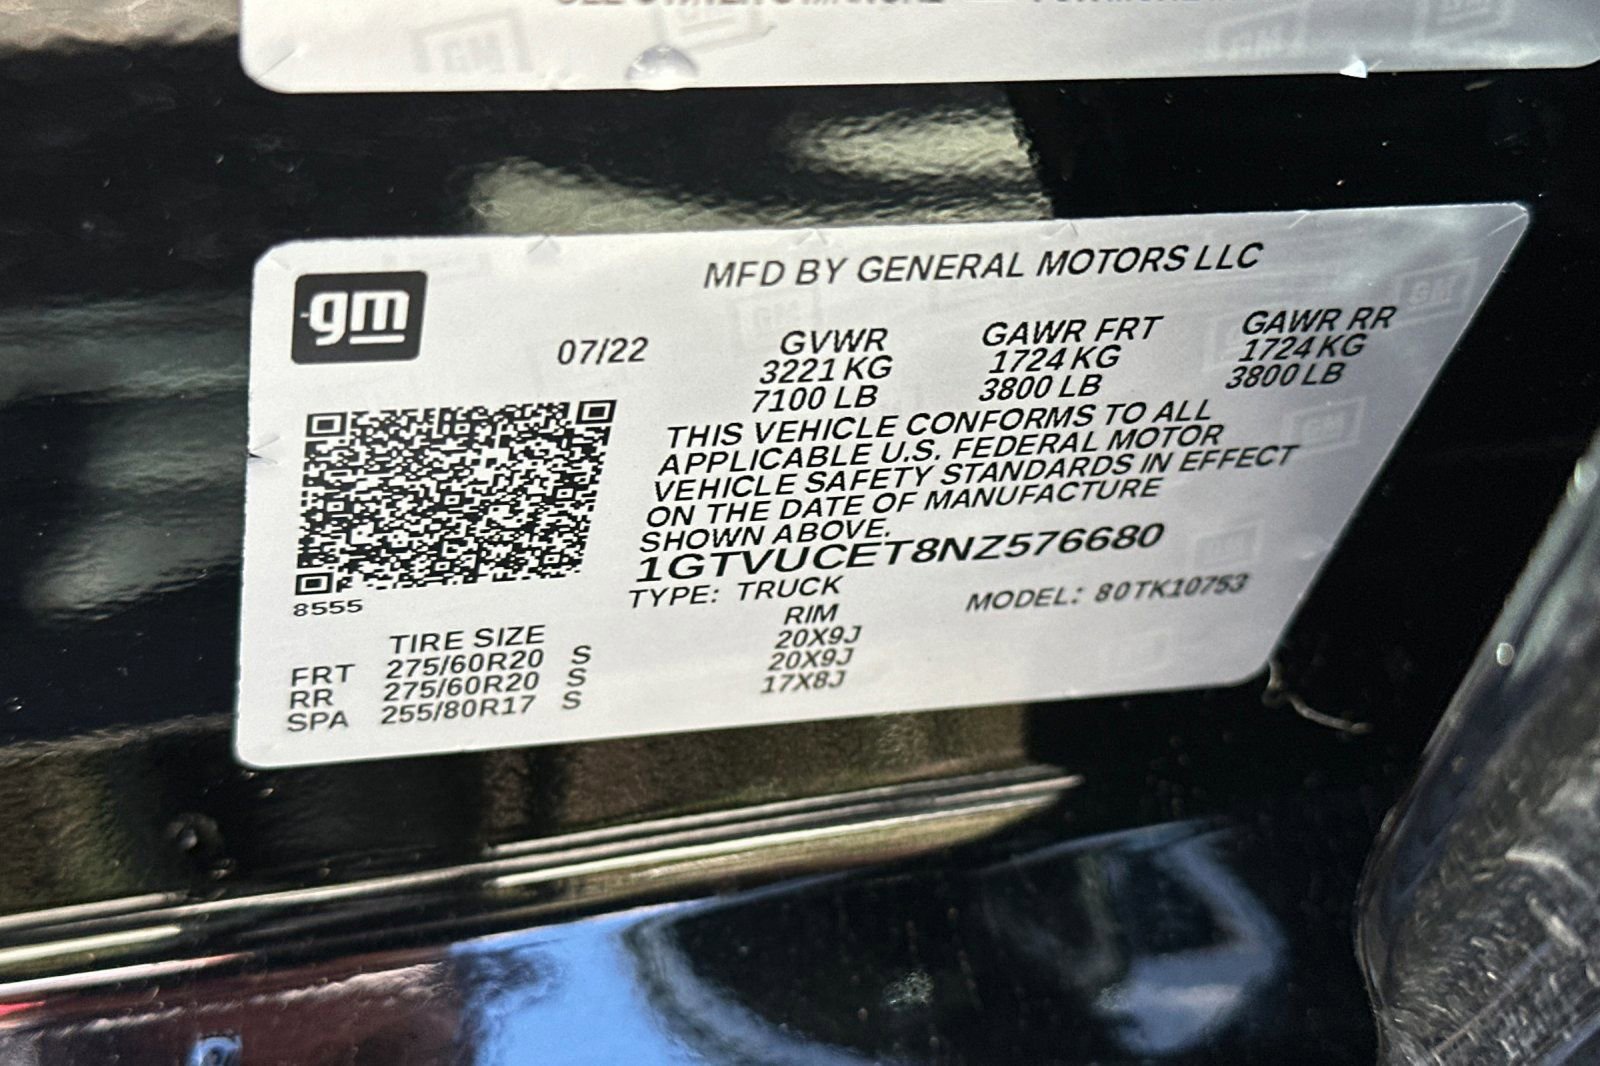 gm
MFD BY GENERAL MOTORS LLC
07/22
GVWR GAWR FRT GAWR RR
3221 KG 1724 KG 1724 KG
7100 LB 3800 LB 3800 LB
THIS VEHICLE CONFORMS TO ALL
APPLICABLE U.S. FEDERAL MOTOR
VEHICLE SAFETY STANDARDS IN EFFECT
ON THE DATE OF MANUFACTURE
SHOWN ABOVE.
1GTVUCET8NZ576680
TYPE: TRUCK MODEL: 80TK10753
8555
TIRE SIZE RIM
FRT 275/60R20 S 20X9J
RR 275/60R20 S 20X9J
SPA 255/80R17 S 17X8J